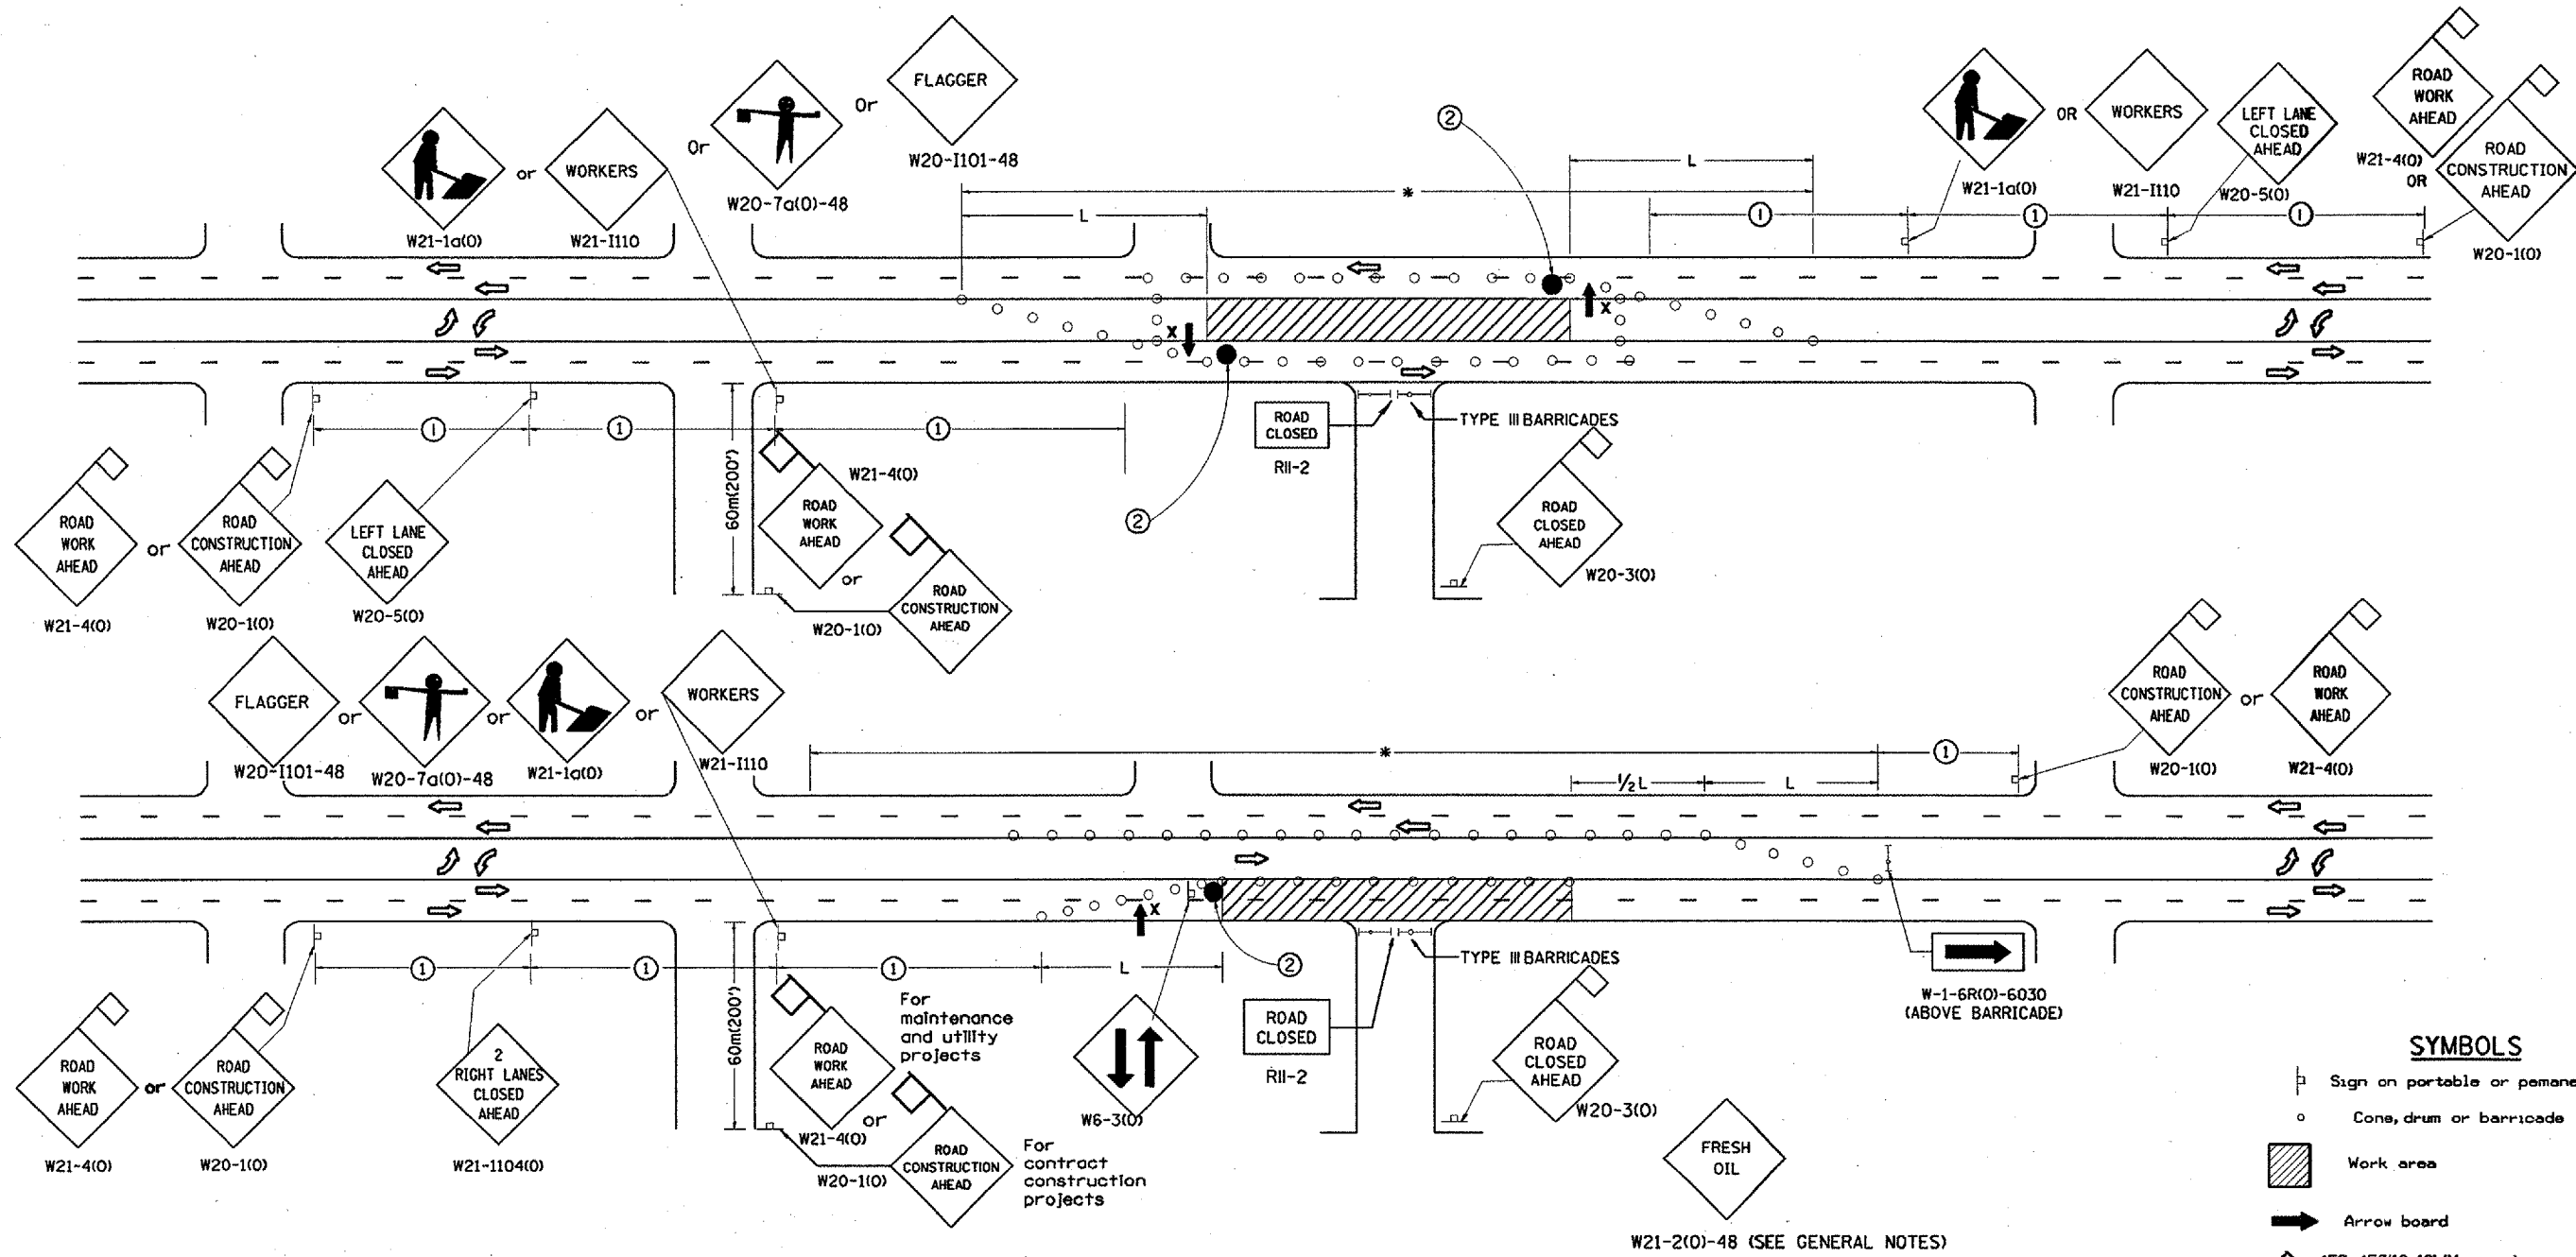 FLAGGER
W20-I101-48
Or
Or
W20-7a(0)-48
or
WORKERS
W21-1a(0)
W21-I110
2
L
*
L
OR
WORKERS
W21-1a(0)
W21-I110
LEFT LANE
CLOSED
AHEAD
W20-5(0)
ROAD
WORK
AHEAD
W21-4(0)
OR
ROAD
CONSTRUCTION
AHEAD
W20-1(0)
1
1
1
X
X
1
1
1
60m(200')
ROAD
CLOSED
R11-2
TYPE III BARRICADES
2
ROAD
WORK
AHEAD
W21-4(0)
or
ROAD
CONSTRUCTION
AHEAD
W20-1(0)
LEFT LANE
CLOSED
AHEAD
W20-5(0)
W21-4(0)
ROAD
WORK
AHEAD
or
ROAD
CONSTRUCTION
AHEAD
W20-1(0)
ROAD
CLOSED
AHEAD
W20-3(0)
FLAGGER
W20-I101-48
or
W20-7a(0)-48
or
W21-1a(0)
or
WORKERS
W21-I110
*
1
1/2 L
L
ROAD
CONSTRUCTION
AHEAD
W20-1(0)
or
ROAD
WORK
AHEAD
W21-4(0)
X
1
1
1
L
2
60m(200')
ROAD
WORK
AHEAD
W21-4(0)
or
ROAD
CONSTRUCTION
AHEAD
W20-1(0)
2
RIGHT LANES
CLOSED
AHEAD
W21-1104(0)
ROAD
WORK
AHEAD
W21-4(0)
or
For
maintenance
and utility
projects
ROAD
CONSTRUCTION
AHEAD
W20-1(0)
For
contract
construction
projects
W6-3(0)
ROAD
CLOSED
R11-2
TYPE III BARRICADES
ROAD
CLOSED
AHEAD
W20-3(0)
W-1-6R(0)-6030
(ABOVE BARRICADE)
FRESH
OIL
W21-2(0)-48 (SEE GENERAL NOTES)
SYMBOLS
Sign on portable or
Cone, drum or barricade
Work area
Arrow board